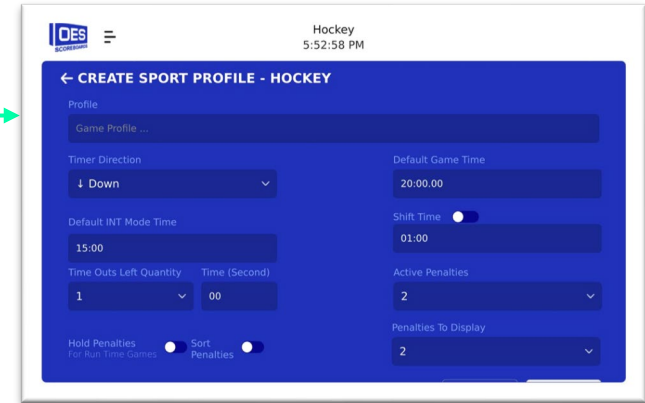 OES
SCOREBOARDS
Hockey
5:52:58 PM
← CREATE SPORT PROFILE - HOCKEY
Profile
Game Profile ...
Timer Direction
↓ Down
Default Game Time
20:00.00
Default INT Mode Time
15:00
Shift Time
01:00
Time Outs Left Quantity
1
Time (Second)
00
Active Penalties
2
Hold Penalties
For Run Time Games
Sort
Penalties
Penalties To Display
2